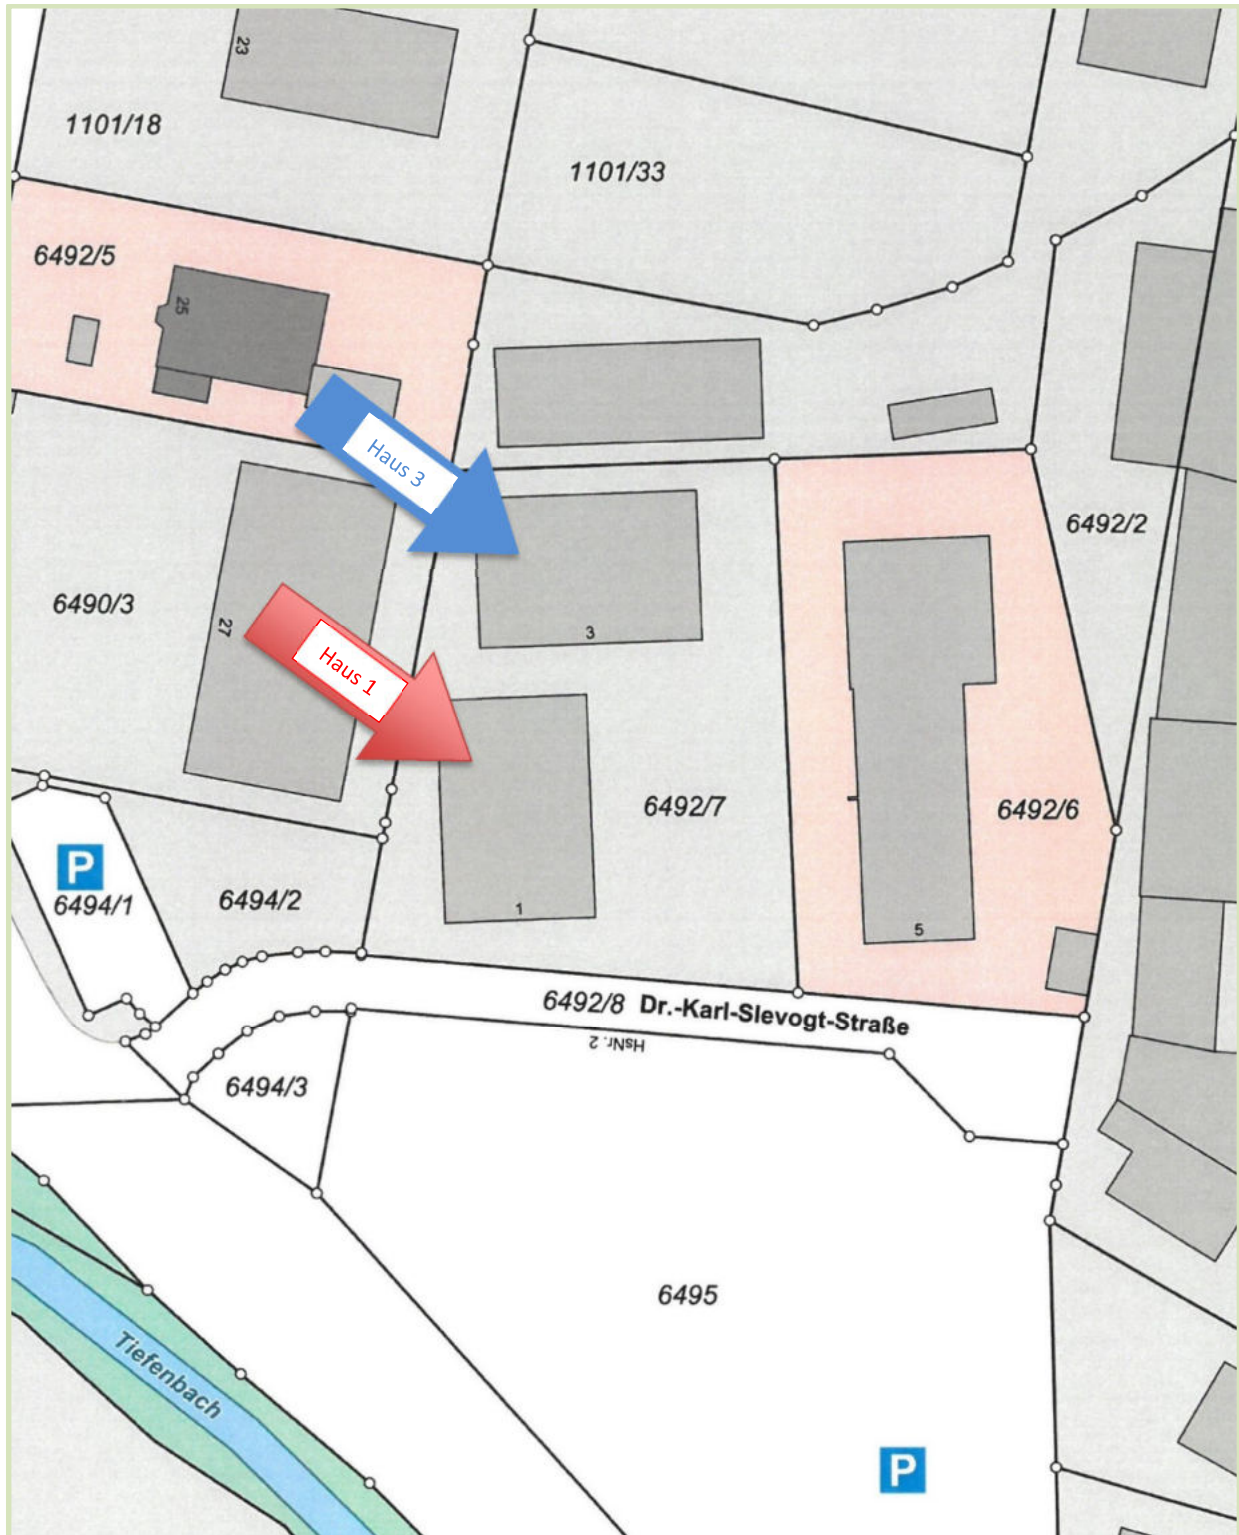 23
1101/18
1101/33
6492/5
25
Haus 3
6492/2
6490/3
27
3
Haus 1
6492/7
6492/6
P
6494/1
6494/2
1
5
6492/8 Dr.-Karl-Slevogt-Straße
HsNr. 2
6494/3
6495
Tiefenbach
P